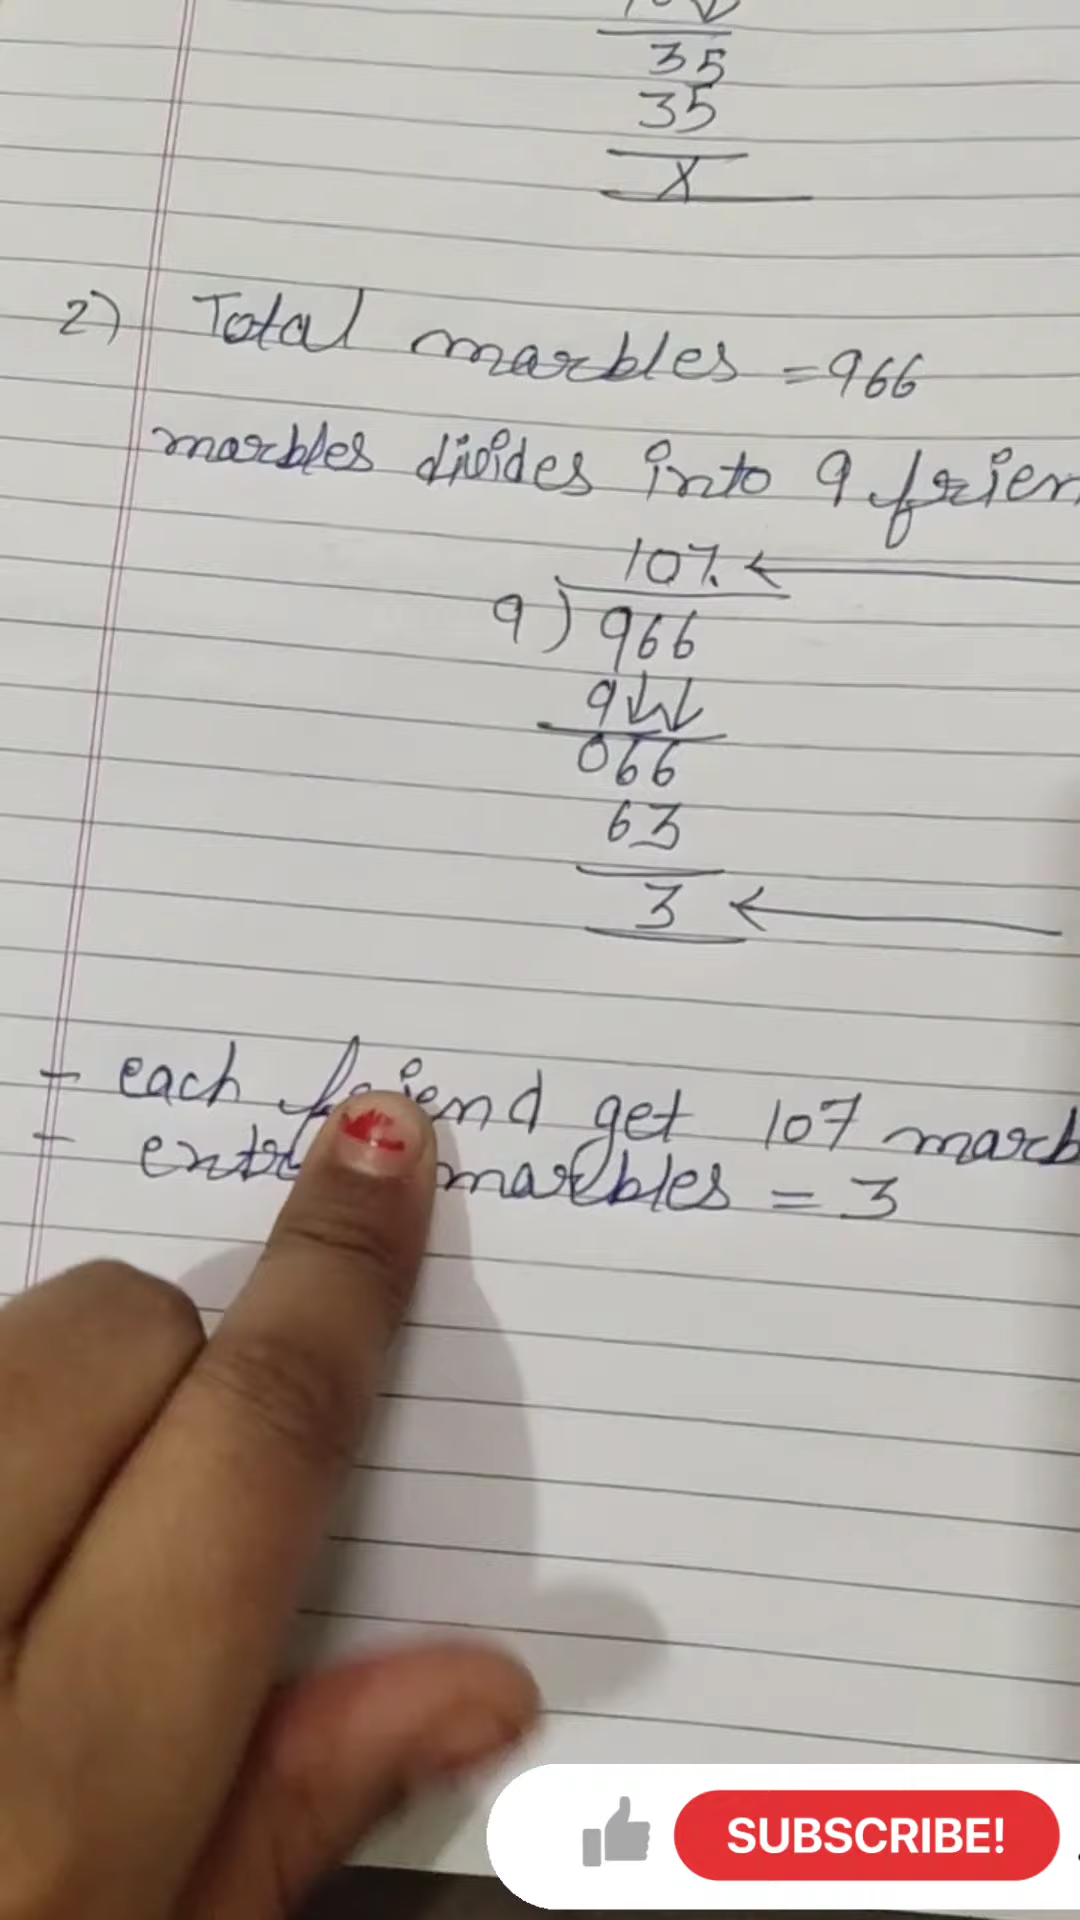 35
35
X
2) Total marbles = 966
marbles divides into 9
107.
9) 966
9
066
63
3
- each friend get 107
- marbles = 3
SUBSCRIBE!